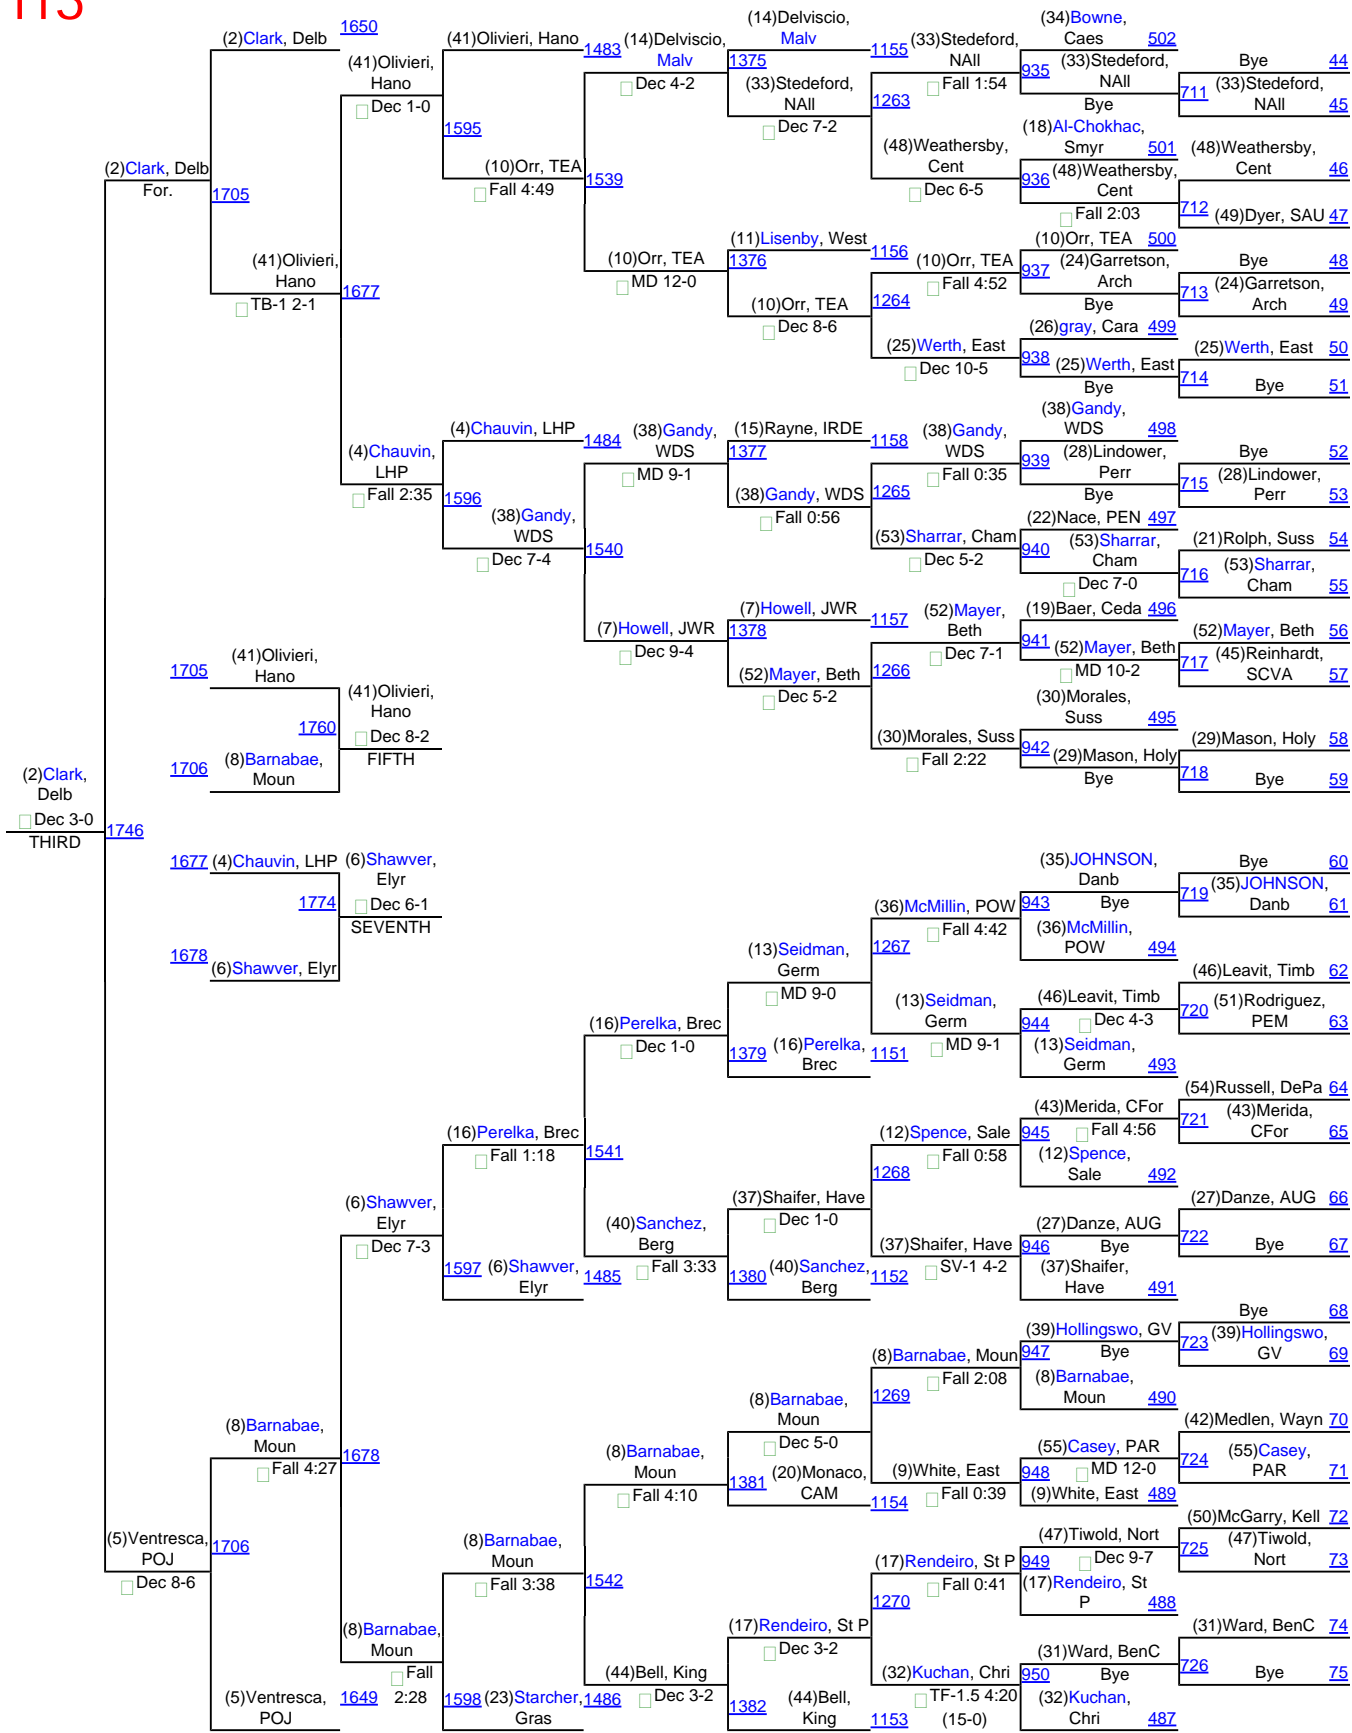 113
(2)Clark, Delb
1650
(41)Olivieri,
Hano
Dec 1-0
(41)Olivieri, Hano
1483
1595
(10)Orr, TEA
Fall 4:49
(14)Delviscio,
Malv
Dec 4-2
1539
(10)Orr, TEA
MD 12-0
(14)Delviscio,
Malv
1155
1375
(33)Stedeford,
NAll
Dec 7-2
(11)Lisenby, West
1156
1376
(10)Orr, TEA
Dec 8-6
(33)Stedeford,
NAll
Fall 1:54
1263
(48)Weathersby,
Cent
Dec 6-5
(10)Orr, TEA
Fall 4:52
1264
(25)Werth, East
Dec 10-5
(34)Bowne,
Caes
502
935
(33)Stedeford,
NAll
Bye
(18)Al-Chokhac,
Smyr
501
936
(48)Weathersby,
Cent
Fall 2:03
(10)Orr, TEA
500
937
(24)Garretson,
Arch
Bye
(26)gray, Cara
499
938
(25)Werth, East
Bye
Bye
44
711
(33)Stedeford,
NAll
45
(48)Weathersby,
Cent
46
712
(49)Dyer, SAU
47
Bye
48
713
(24)Garretson,
Arch
49
(25)Werth, East
50
714
Bye
51
(2)Clark, Delb
For.
1705
(41)Olivieri,
Hano
TB-1 2-1
1677
(4)Chauvin,
LHP
Fall 2:35
(4)Chauvin, LHP
1484
1596
(38)Gandy,
WDS
Dec 7-4
(38)Gandy,
WDS
MD 9-1
1540
(7)Howell, JWR
Dec 9-4
(15)Rayne, IRDE
1158
1377
(38)Gandy, WDS
Fall 0:56
(7)Howell, JWR
1157
1378
(52)Mayer, Beth
Dec 5-2
(38)Gandy,
WDS
Fall 0:35
1265
(53)Sharrar, Cham
Dec 5-2
(52)Mayer,
Beth
Dec 7-1
1266
(30)Morales, Suss
Fall 2:22
(38)Gandy,
WDS
498
939
(28)Lindower,
Perr
Bye
(22)Nace, PEN
497
940
(53)Sharrar,
Cham
Dec 7-0
(19)Baer, Ceda
496
941
(52)Mayer, Beth
MD 10-2
(30)Morales,
Suss
495
942
(29)Mason, Holy
Bye
Bye
52
715
(28)Lindower,
Perr
53
(21)Rolph, Suss
54
716
(53)Sharrar,
Cham
55
(52)Mayer, Beth
56
717
(45)Reinhardt,
SCVA
57
(29)Mason, Holy
58
718
Bye
59
1705
(41)Olivieri,
Hano
1760
(41)Olivieri,
Hano
Dec 8-2
FIFTH
1706
(8)Barnabae,
Moun
(2)Clark,
Delb
Dec 3-0
THIRD
1746
1677
(4)Chauvin, LHP
1774
(6)Shawver,
Elyr
Dec 6-1
SEVENTH
1678
(6)Shawver, Elyr
(35)JOHNSON,
Danb
943
Bye
(36)McMillin,
POW
494
Bye
60
719
(35)JOHNSON,
Danb
61
(36)McMillin, POW
Fall 4:42
1267
(13)Seidman,
Germ
MD 9-1
(13)Seidman,
Germ
MD 9-0
1379
(16)Perelka,
Brec
1151
(46)Leavit, Timb
944
Dec 4-3
(13)Seidman,
Germ
493
(46)Leavit, Timb
62
720
(51)Rodriguez,
PEM
63
(16)Perelka, Brec
Dec 1-0
1541
(40)Sanchez,
Berg
Fall 3:33
(16)Perelka, Brec
Fall 1:18
1597
(6)Shawver,
Elyr
1485
(6)Shawver,
Elyr
Dec 7-3
(12)Spence, Sale
Fall 0:58
1268
(37)Shaifer, Have
SV-1 4-2
(37)Shaifer, Have
Dec 1-0
1380
(40)Sanchez,
Berg
1152
(43)Merida, CFor
945
Fall 4:56
(12)Spence,
Sale
492
(54)Russell, DePa
64
721
(43)Merida,
CFor
65
(27)Danze, AUG
946
Bye
(37)Shaifer,
Have
491
(27)Danze, AUG
66
722
Bye
67
1678
(8)Barnabae,
Moun
Fall 4:27
1706
(5)Ventresca,
POJ
Dec 8-6
(5)Ventresca,
POJ
1649
(8)Barnabae,
Moun
Fall
2:28
(8)Barnabae,
Moun
Fall 3:38
1598
(23)Starcher,
Gras
1486
(8)Barnabae,
Moun
Fall 4:10
1542
(44)Bell, King
Dec 3-2
(8)Barnabae,
Moun
Dec 5-0
1381
(20)Monaco,
CAM
1154
(17)Rendeiro, St P
Dec 3-2
1382
(44)Bell,
King
1153
(8)Barnabae, Moun
Fall 2:08
1269
(9)White, East
Fall 0:39
(17)Rendeiro, St P
Fall 0:41
1270
(32)Kuchan, Chri
TF-1.5 4:20
(15-0)
(39)Hollingswo, GV
947
Bye
(8)Barnabae,
Moun
490
(55)Casey, PAR
948
MD 12-0
(9)White, East
489
(47)Tiwold, Nort
949
Dec 9-7
(17)Rendeiro, St
P
488
(31)Ward, BenC
950
Bye
(32)Kuchan,
Chri
487
Bye
68
723
(39)Hollingswo,
GV
69
(42)Medlen, Wayn
70
724
(55)Casey,
PAR
71
(50)McGarry, Kell
72
725
(47)Tiwold,
Nort
73
(31)Ward, BenC
74
726
Bye
75